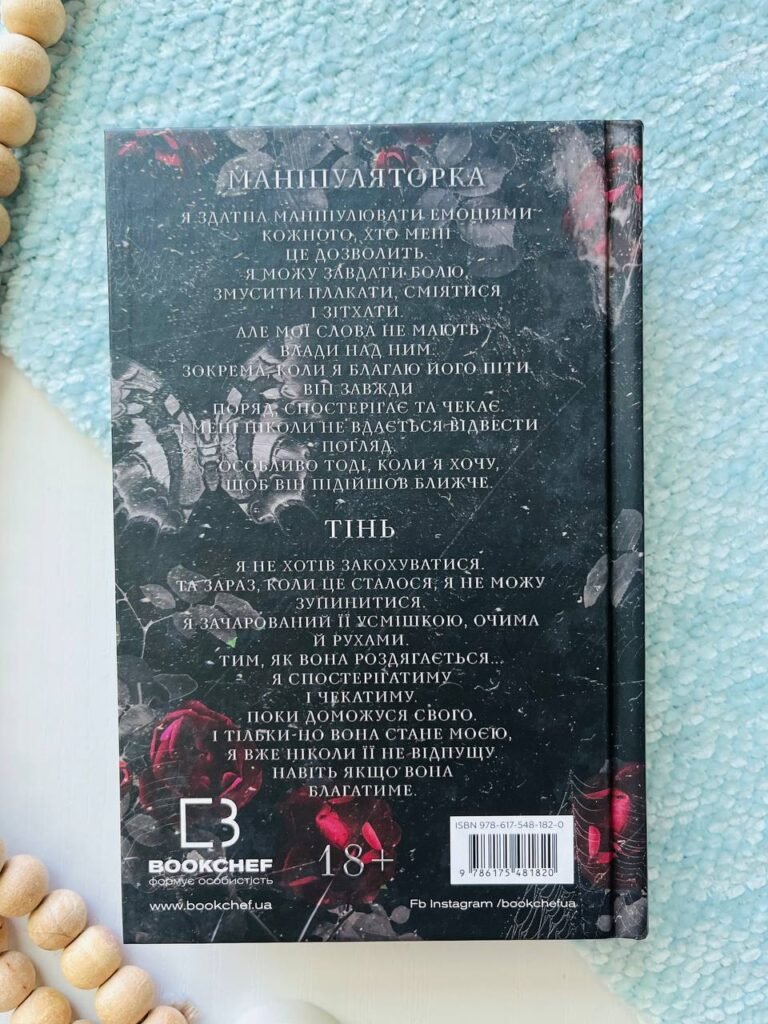 МАНІПУЛЯТОРКА
Я ЗДАТНА МАНІПУЛЮВАТИ ЕМОЦІЯМИ
КОЖНОГО, ХТО МЕНІ
ЦЕ ДОЗВОЛИТЬ.
Я МОЖУ ЗАВДАТИ БОЛЮ,
ЗМУСИТИ ПЛАКАТИ, СМІЯТИСЯ
І ЗІТХАТИ.
АЛЕ МОЇ СЛОВА НЕ МАЮТЬ
ВЛАДИ НАД НИМ.
ЗОКРЕМА, КОЛИ Я БЛАГАЮ ЙОГО ПІТИ.
ВІН ЗАВЖДИ
ПОРЯД, СПОСТЕРІГАЄ ТА ЧЕКАЄ.
І МЕНІ НІКОЛИ НЕ ВДАЄТЬСЯ ВІДВЕСТИ
ПОГЛЯД.
ОСОБЛИВО ТОДІ, КОЛИ Я ХОЧУ,
ЩОБ ВІН ПІДІЙШОВ БЛИЖЧЕ.
ТІНЬ
Я НЕ ХОТІВ ЗАКОХУВАТИСЯ.
ТА ЗАРАЗ, КОЛИ ЦЕ СТАЛОСЯ, Я НЕ МОЖУ
ЗУПИНИТИСЯ.
Я ЗАЧАРОВАНИЙ ЇЇ УСМІШКОЮ, ОЧИМА
Й РУХАМИ.
ТИМ, ЯК ВОНА РОЗДЯГАЄТЬСЯ...
Я СПОСТЕРІГАТИМУ
І ЧЕКАТИМУ.
ПОКИ ДОМОЖУСЯ СВОГО.
І ТІЛЬКИ-НО ВОНА СТАНЕ МОЄЮ,
Я ВЖЕ НІКОЛИ ЇЇ НЕ ВІДПУЩУ.
НАВІТЬ ЯКЩО ВОНА
БЛАГАТИМЕ.
BOOKCHEF
формує особистість
www.bookchef.ua
18+
ISBN 978-617-548-182-0
9 786175 481820
Fb Instagram /bookchefua